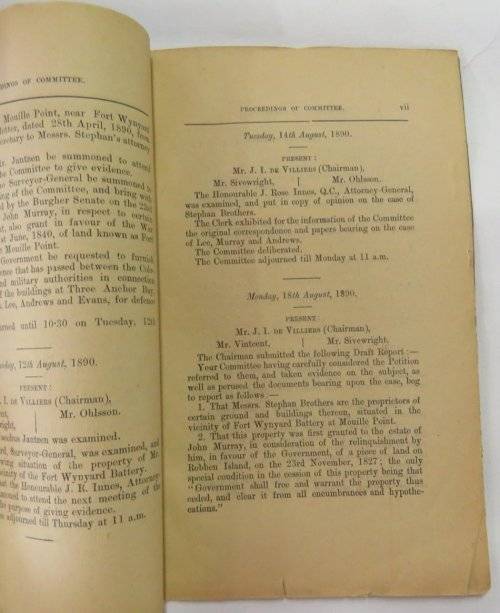 DINGS OF COMMITTEE.
Mouille Point, near Fort Wynyard
letter, dated 28th April, 1890, from
cretary to Messrs. Stephan's attorney
Mr. Jantzen be summoned to attend
the Committee to give evidence.
Surveyor-General be summoned to
ing of the Committee, and bring with
by the Burgher Senate on the 22nd
John Murray, in respect to certain
also grant in favour of the War
June, 1840, of land known as Fort
Mouille Point.
Government be requested to furnish
ence that has passed between the Colo-
and military authorities in connection
of the buildings at Three Anchor Bay,
Lee, Andrews and Evans, for defence
urned until 10·30 on Tuesday, 12th
sday, 12th August, 1890.
PRESENT :
I. DE VILLIERS (Chairman),
Mr. Ohlsson.
Jantzen was examined.
Surveyor-General, was examined, and
wing situation of the property of Mr.
vicinity of the Fort Wynyard Battery.
the Honourable J. R. Innes, Attorney
moned to attend the next meeting of the
purpose of giving evidence.
adjourned till Thursday at 11 a.m.
PROCEEDINGS OF COMMITTEE. vii
Tuesday, 14th August, 1890.
PRESENT :
Mr. J. I. DE VILLIERS (Chairman),
Mr. Sivewright, | Mr. Ohlsson.
The Honourable J. Rose Innes, Q.C., Attorney-General,
was examined, and put in copy of opinion on the case of
Stephan Brothers.
The Clerk exhibited for the information of the Committee
the original correspondence and papers bearing on the case
of Lee, Murray and Andrews.
The Committee deliberated.
The Committee adjourned till Monday at 11 a.m.
Monday, 18th August, 1890.
PRESENT :
Mr. J. I. DE VILLIERS (Chairman),
Mr. Vintcent, | Mr. Sivewright.
The Chairman submitted the following Draft Report :—
Your Committee having carefully considered the Petition
referred to them, and taken evidence on the subject, as
well as perused the documents bearing upon the case, beg
to report as follows :—
1. That Messrs. Stephan Brothers are the proprietors of
certain ground and buildings thereon, situated in the
vicinity of Fort Wynyard Battery at Mouille Point.
2. That this property was first granted to the estate of
John Murray, in consideration of the relinquishment by
him, in favour of the Government, of a piece of land on
Robben Island, on the 23rd November, 1827; the only
special condition in the cession of this property being that
"Government shall free and warrant the property thus
ceded, and clear it from all encumbrances and hypothe-
cations."